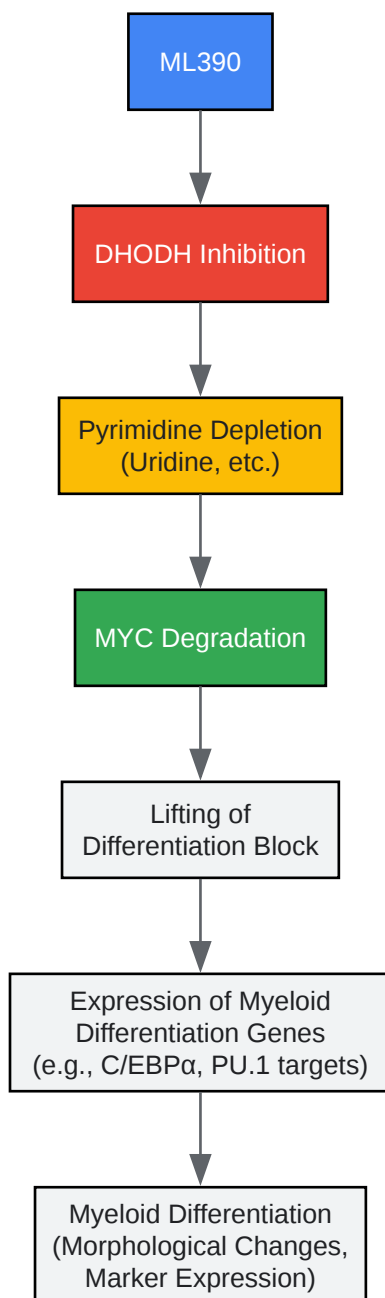 ML390
DHODH Inhibition
Pyrimidine Depletion
(Uridine, etc.)
MYC Degradation
Lifting of
Differentiation Block
Expression of Myeloid
Differentiation Genes
(e.g., C/EBPα, PU.1 targets)
Myeloid Differentiation
(Morphological Changes,
Marker Expression)